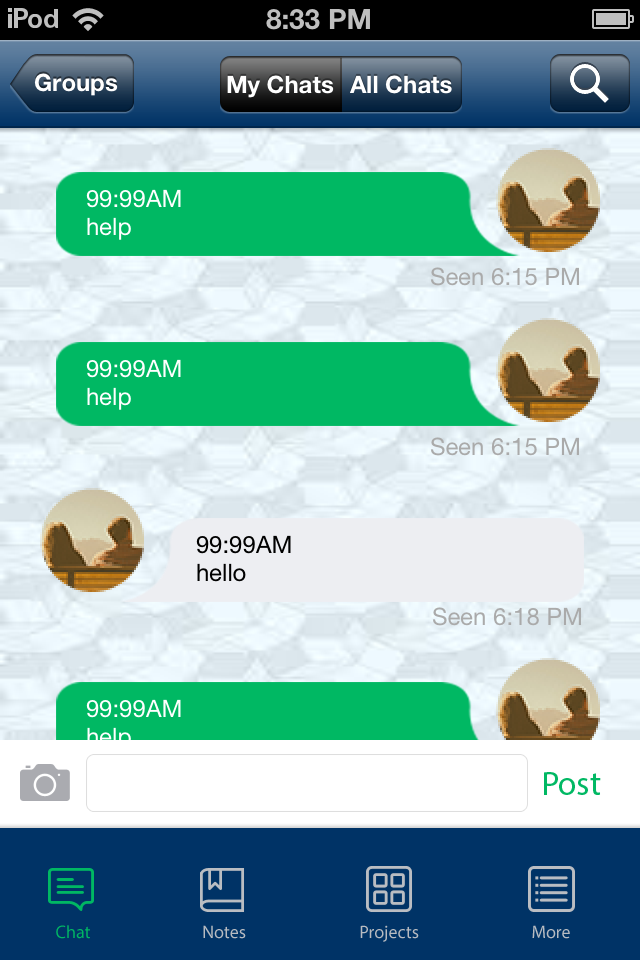 iPod 8:33 PM
Groups My Chats All Chats
99:99AM
help
Seen 6:15 PM
99:99AM
help
Seen 6:15 PM
99:99AM
hello
Seen 6:18 PM
99:99AM
help
Post
Chat Notes Projects More